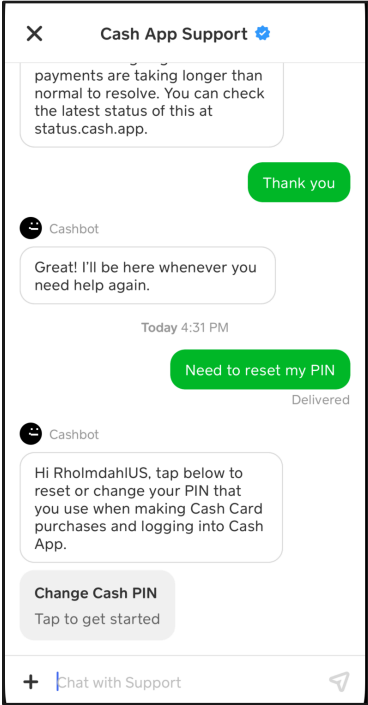 Cash App Support
payments are taking longer than
normal to resolve. You can check
the latest status of this at
status.cash.app.
Thank you
Cashbot
Great! I'll be here whenever you
need help again.
Today 4:31 PM
Need to reset my PIN
Delivered
Cashbot
Hi RholmdahlUS, tap below to
reset or change your PIN that
you use when making Cash Card
purchases and logging into Cash
App.
Change Cash PIN
Tap to get started
Chat with Support